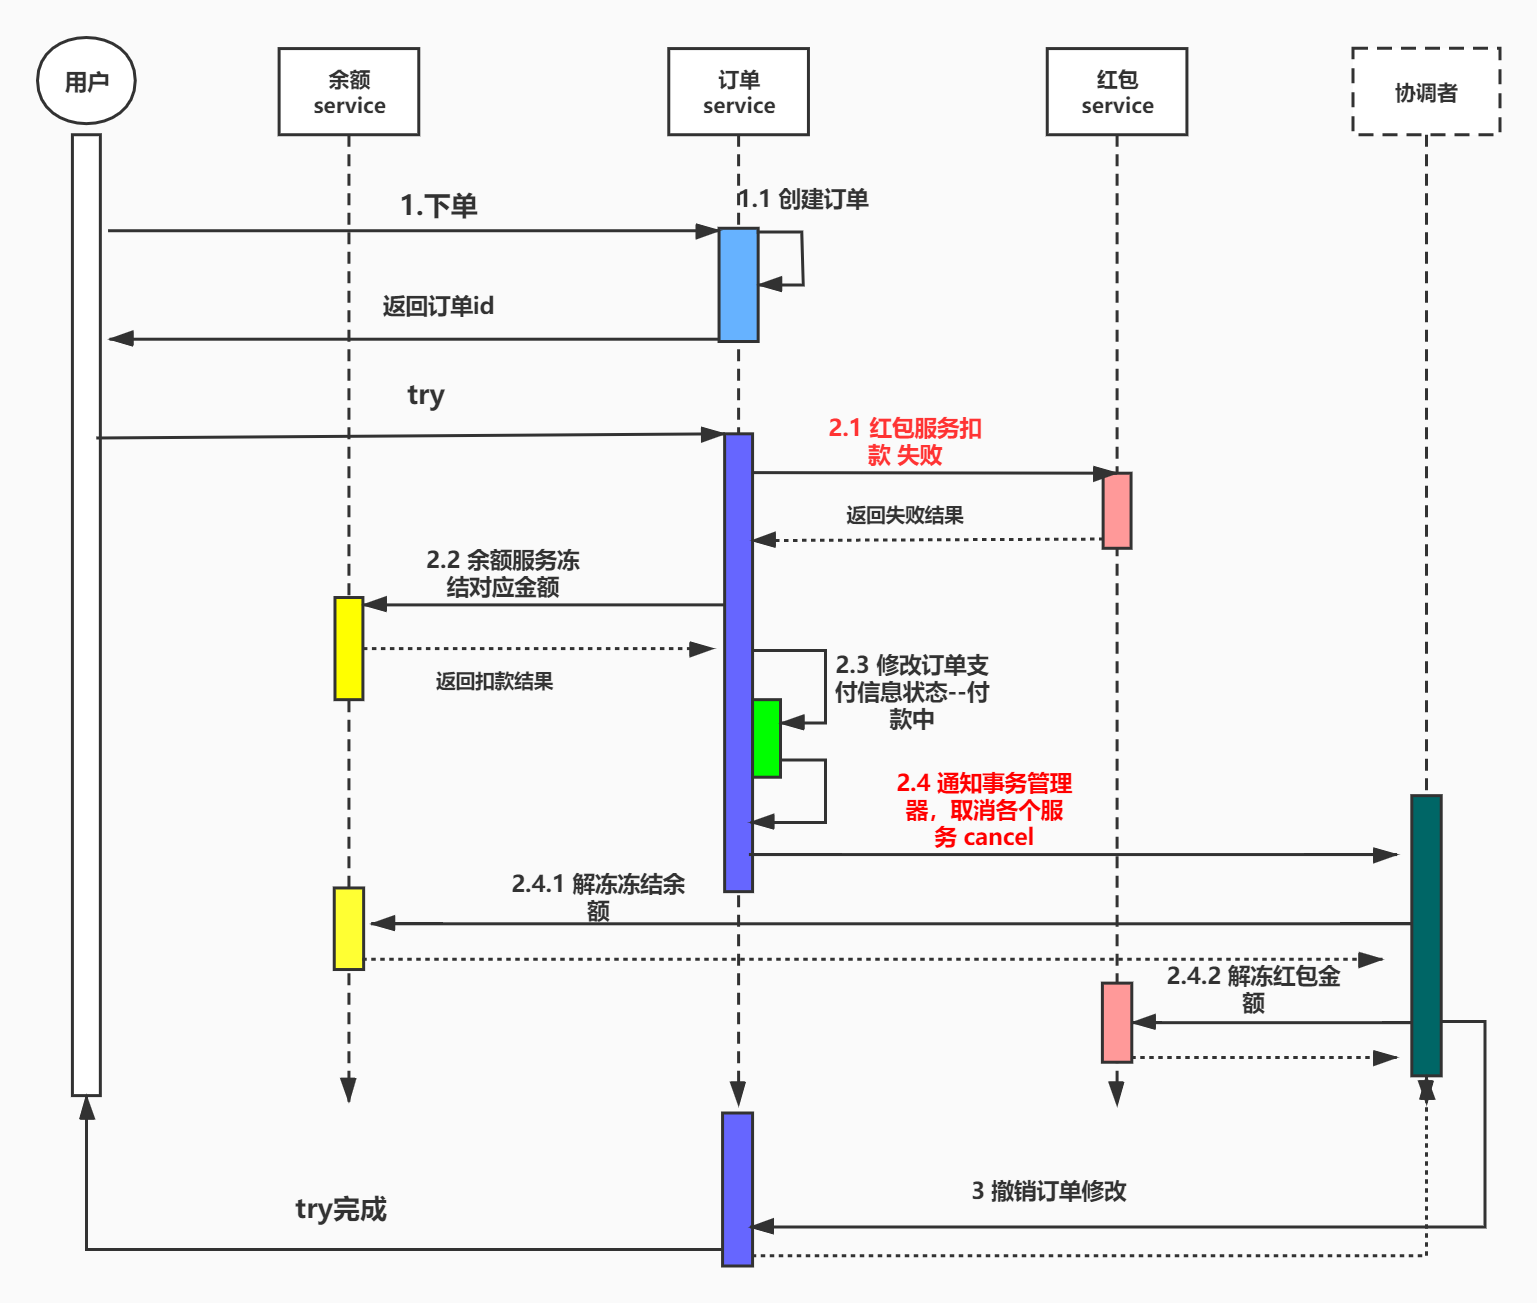 用户
余额
service
订单
service
红包
service
协调者
1.下单
1.1 创建订单
返回订单id
try
2.1 红包服务扣
款 失败
返回失败结果
2.2 余额服务冻
结对应金额
返回扣款结果
2.3 修改订单支
付信息状态--付
款中
2.4 通知事务管理
器，取消各个服
务 cancel
2.4.1 解冻冻结余
额
2.4.2 解冻红包金
额
3 撤销订单修改
try完成